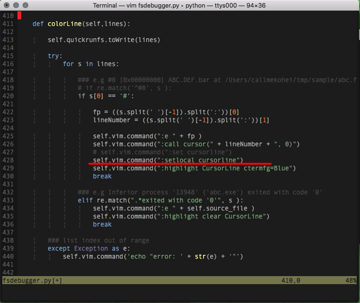 Terminal — vim fsdebugger.py - python — ttys000 — 94×36
410
411 def colorLine(self,lines):
412
413 self.quickrunfs.toWrite(lines)
414
415 try:
416 for s in lines:
417
418 ### e.g #0 [0x00000000] ABC.DEF.bar at /Users/callmekohei/tmp/sample/abc.f
419 # if re.match('^#0', s ):
420 if s[0] == '#':
421
422 fp = ((s.split(' ')[-1]).split(':'))[0]
423 lineNumber = ((s.split(' ')[-1]).split(':'))[1]
424
425 self.vim.command(":e " + fp )
426 self.vim.command(":call cursor(" + lineNumber + ", 0)")
427 # self.vim.command(":set cursorline")
428 self.vim.command(":setlocal cursorline")
429 self.vim.command(":highlight CursorLine ctermfg=Blue")
430 break
431
432 ### e.g Inferior process '13948' ('abc.exe') exited with code '0'
433 elif re.match(".*exited with code '0'", s ):
434 self.vim.command(":e " + self.source_file )
435 self.vim.command(":highlight clear CursorLine")
436 break
437
438 ### list index out of range
439 except Exception as e:
440 self.vim.command('echo "error: ' + str(e) + '"')
441
442
fsdebugger.py[+] 410,0 48%